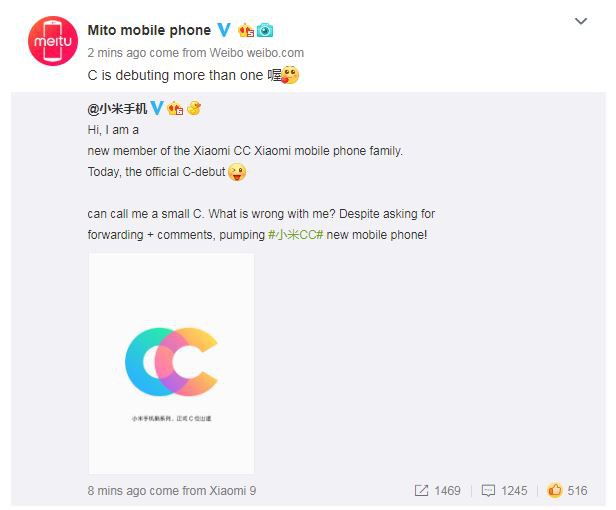 meitu
Mito mobile phone
2 mins ago come from Weibo weibo.com
C is debuting more than one 喔
@小米手机
Hi, I am a
new member of the Xiaomi CC Xiaomi mobile phone family.
Today, the official C-debut
can call me a small C. What is wrong with me? Despite asking for
forwarding + comments, pumping #小米CC# new mobile phone!
CC
小米手机新系列，正式 C 位出道
8 mins ago come from Xiaomi 9
1469
1245
516